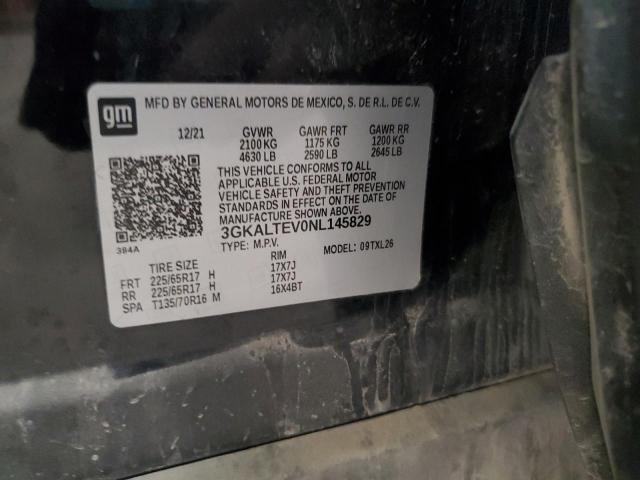 gm
MFD BY GENERAL MOTORS DE MEXICO, S. DE R.L. DE C.V.
12/21 GVWR GAWR FRT GAWR RR
2100 KG 1175 KG 1200 KG
4630 LB 2590 LB 2645 LB
THIS VEHICLE CONFORMS TO ALL
APPLICABLE U.S. FEDERAL MOTOR
VEHICLE SAFETY AND THEFT PREVENTION
STANDARDS IN EFFECT ON THE DATE OF
MANUFACTURE SHOWN ABOVE.
3GKALTEV0NL145829
384A
TYPE: M.P.V. MODEL: 09TXL26
TIRE SIZE RIM
FRT 225/65R17 H 17X7J
RR 225/65R17 H 17X7J
SPA T135/70R16 M 16X4BT